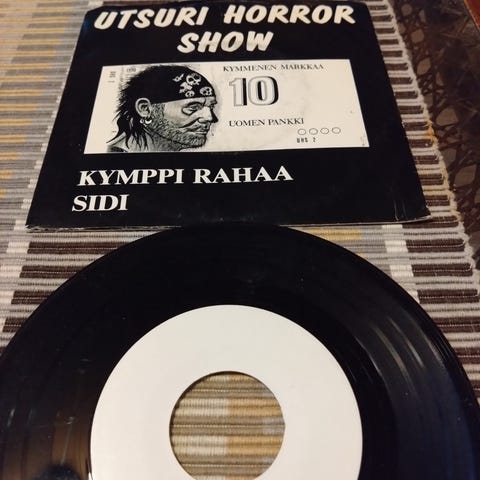 UTSURI HORROR
SHOW
KYMMENEN MARKKAA
10
UOMEN PANKKI
UHS 2
KYMPPI RAHAA
SIDI